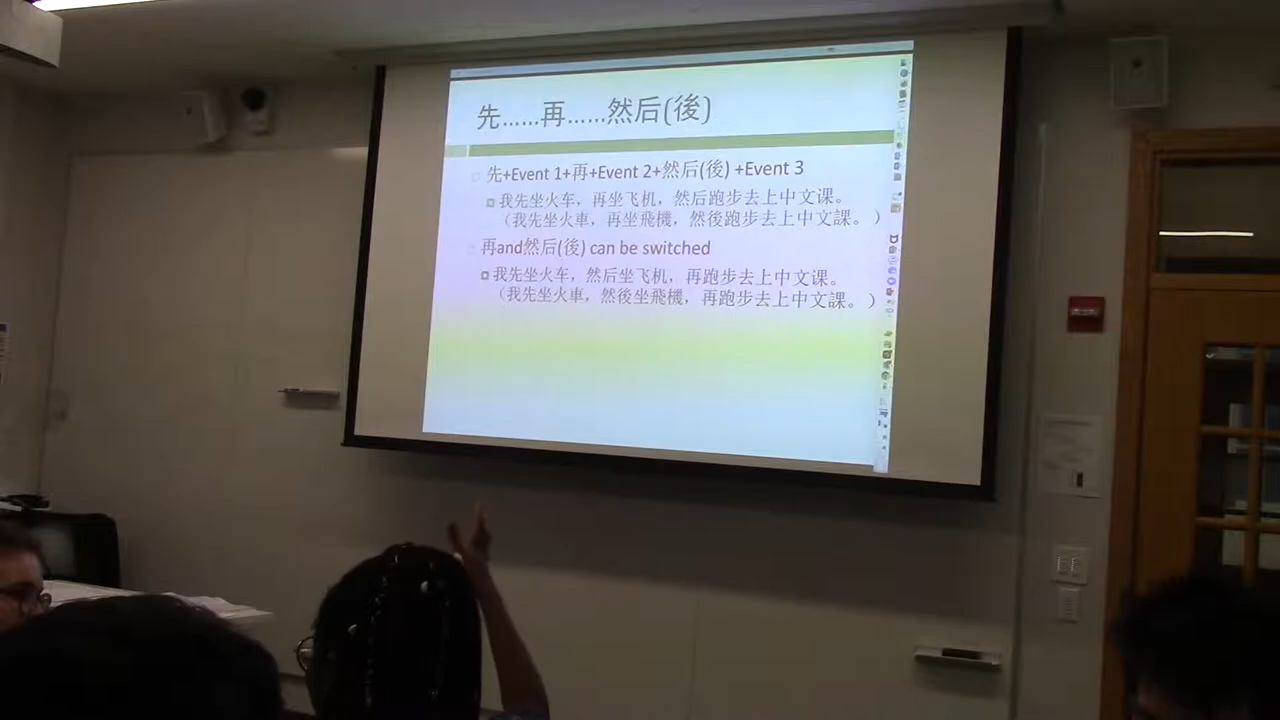 先……再……然后(後)
先+Event 1+再+Event 2+然后(後) +Event 3
我先坐火车，再坐飞机，然后跑步去上中文课。
（我先坐火車，再坐飛機，然後跑步去上中文課。）
再and然后(後) can be switched
我先坐火车，然后坐飞机，再跑步去上中文课。
（我先坐火車，然後坐飛機，再跑步去上中文課。）